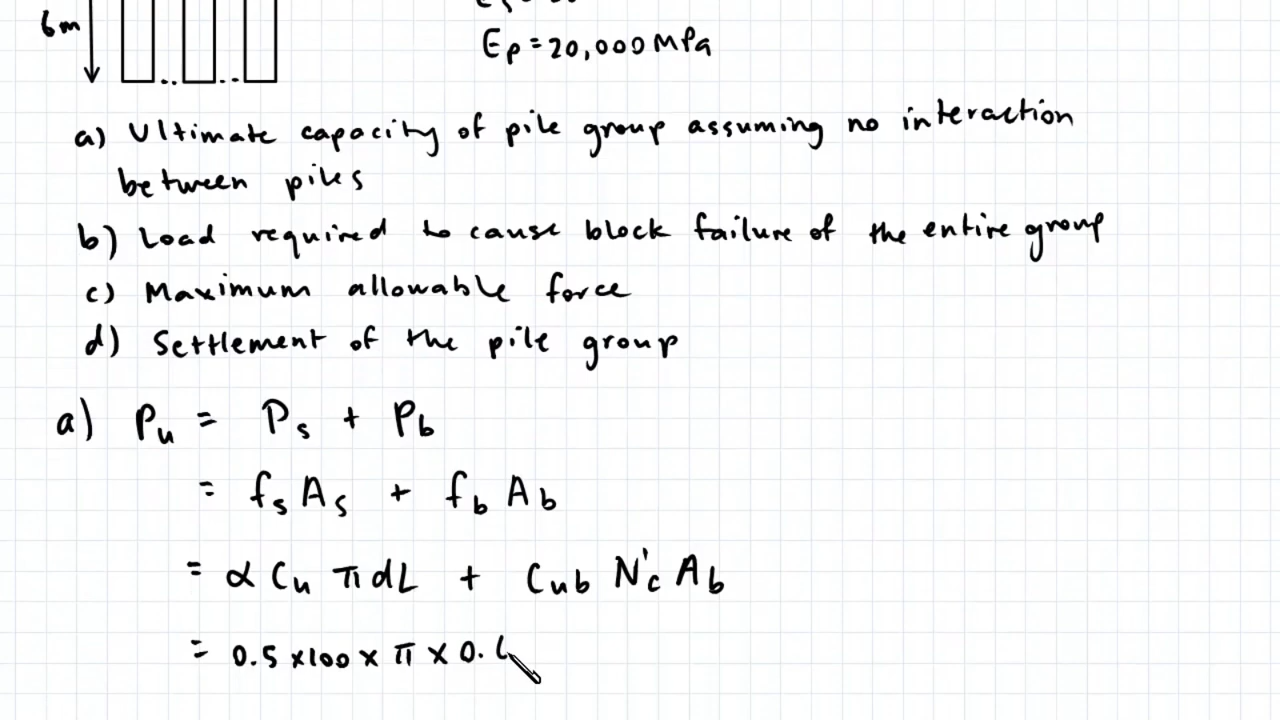 6m
Ep = 20,000 MPa
a) Ultimate capacity of pile group assuming no interaction
between piles
b) Load required to cause block failure of the entire group
c) Maximum allowable force
d) Settlement of the pile group
a) Pu = Ps + Pb
= fs As + fb Ab
= α Cu π dL + Cub N'c Ab
= 0.5 × 100 × π × 0.